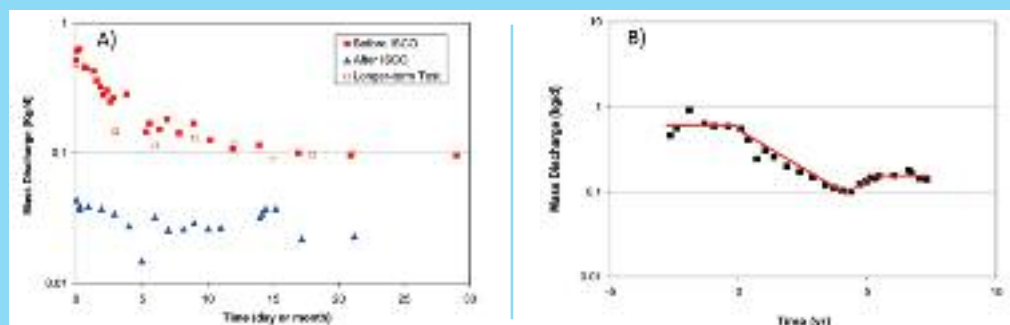 A)
Before ISCO
After ISCO
Longer-term Test
1
0.1
0.01
Mass Discharge (Kg/d)
0
5
10
15
20
25
30
Time (day or month)
B)
10
1
0.1
0.01
Mass Discharge (kg/d)
-5
0
5
10
Time (yr)